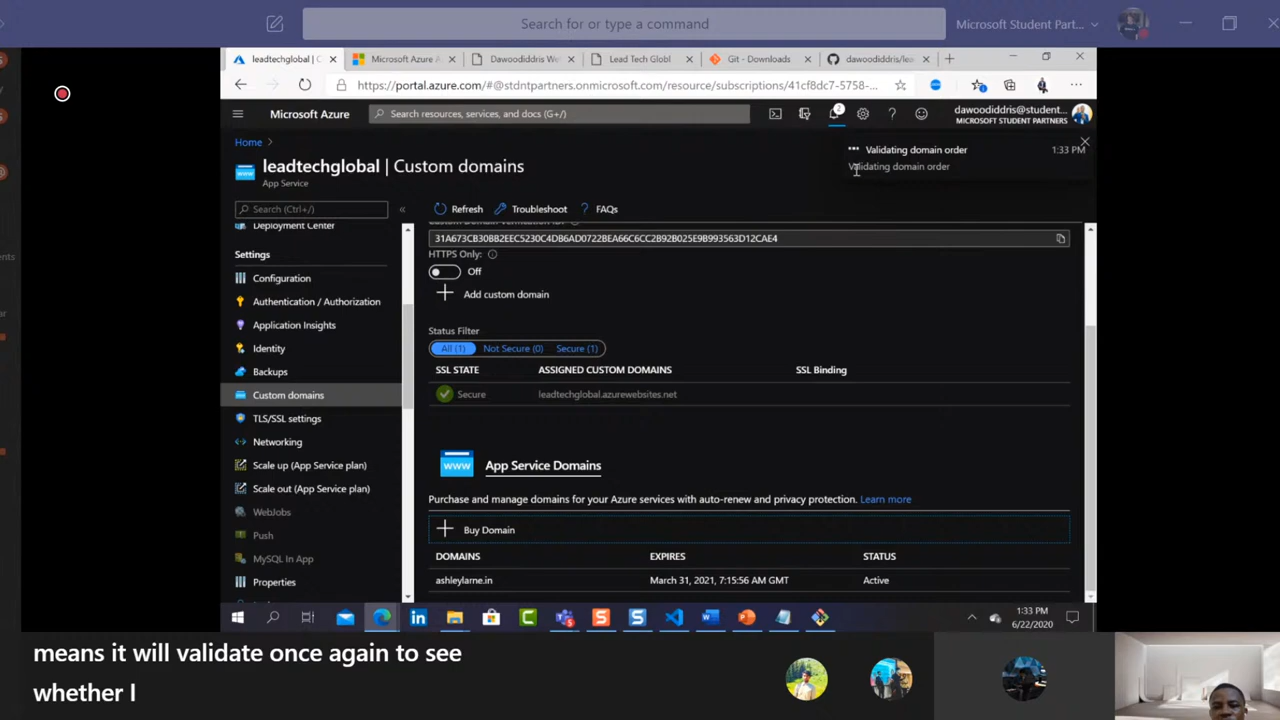 Search for or type a command
Microsoft Student Part...
leadtechglobal | C
Microsoft Azure A
Dawooddidris We
Lead Tech Globl
Git - Downloads
dawooddidris/lea
https://portal.azure.com/#@stdntpartners.onmicrosoft.com/resource/subscriptions/41cf8dc7-5758-...
Microsoft Azure
Search resources, services, and docs (G+/)
2
dawoodiddris@student...
MICROSOFT STUDENT PARTNERS
Home >
Validating domain order
1:33 PM
Validating domain order
leadtechglobal | Custom domains
App Service
Search (Ctrl+/)
Refresh
Troubleshoot
FAQs
Deployment Center
Settings
Configuration
Authentication / Authorization
Application Insights
Identity
Backups
Custom domains
TLS/SSL settings
Networking
Scale up (App Service plan)
Scale out (App Service plan)
WebJobs
Push
MySQL In App
Properties
31A673CB30BB2EEC5230C4DB6AD0722BEA66C6CC2B92B025E9B993563D12CAE4
HTTPS Only:
Off
Add custom domain
Status Filter
All (1)
Not Secure (0)
Secure (1)
SSL STATE
ASSIGNED CUSTOM DOMAINS
SSL Binding
Secure
leadtechglobal.azurewebsites.net
www
App Service Domains
Purchase and manage domains for your Azure services with auto-renew and privacy protection. Learn more
Buy Domain
DOMAINS
EXPIRES
STATUS
ashleylarne.in
March 31, 2021, 7:15:56 AM GMT
Active
1:33 PM
6/22/2020
means it will validate once again to see
whether I